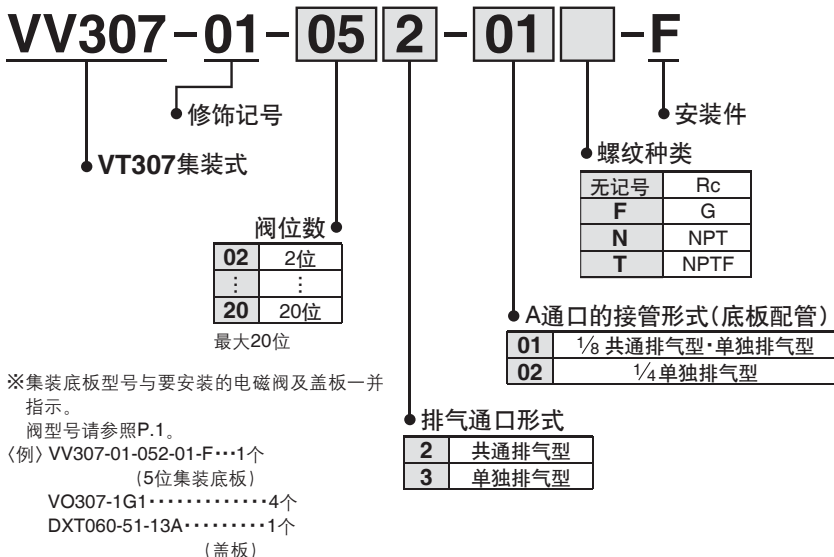 VV307-01-05 2-01 -F
修饰记号
安装件
VT307集装式
螺纹种类
无记号 Rc
F G
N NPT
T NPTF
阀位数
02 2位
⋮ ⋮
20 20位
最大20位
A通口的接管形式(底板配管)
01 1/8 共通排气型·单独排气型
02 1/4单独排气型
※集装底板型号与要安装的电磁阀及盖板一并
指示。
阀型号请参照P.1。
〈例〉VV307-01-052-01-F···1个
(5位集装底板)
VO307-1G1·············4个
DXT060-51-13A·········1个
(盖板)
排气通口形式
2 共通排气型
3 单独排气型